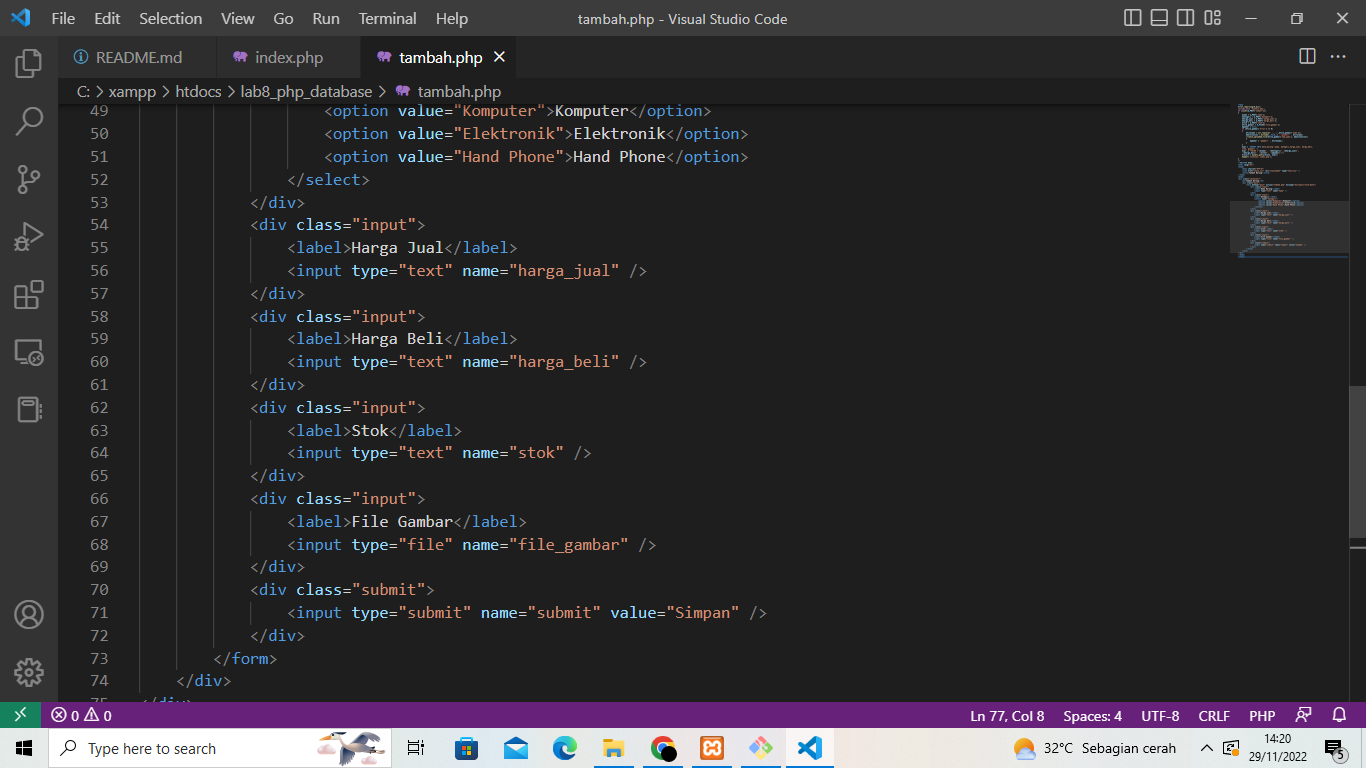 File Edit Selection View Go Run Terminal Help tambah.php - Visual Studio Code
README.md index.php tambah.php
C: > xampp > htdocs > lab8_php_database > tambah.php
49 <option value="Komputer">Komputer</option>
50 <option value="Elektronik">Elektronik</option>
51 <option value="Hand Phone">Hand Phone</option>
52 </select>
53 </div>
54 <div class="input">
55 <label>Harga Jual</label>
56 <input type="text" name="harga_jual" />
57 </div>
58 <div class="input">
59 <label>Harga Beli</label>
60 <input type="text" name="harga_beli" />
61 </div>
62 <div class="input">
63 <label>Stok</label>
64 <input type="text" name="stok" />
65 </div>
66 <div class="input">
67 <label>File Gambar</label>
68 <input type="file" name="file_gambar" />
69 </div>
70 <div class="submit">
71 <input type="submit" name="submit" value="Simpan" />
72 </div>
73 </form>
74 </div>
75 </div>
0 0 Ln 77, Col 8 Spaces: 4 UTF-8 CRLF PHP
Type here to search 32°C Sebagian cerah 14:20
29/11/2022 5